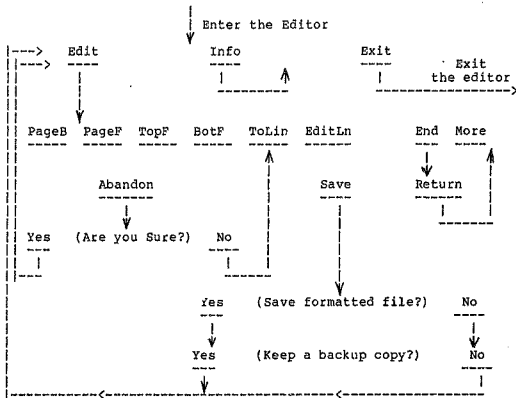 Enter the Editor
Edit Info Exit
Exit
the editor
PageB PageF TopF BotF ToLin EditLn End More
Abandon Save Return
Yes (Are you Sure?) No
Yes (Save formatted file?) No
Yes (Keep a backup copy?) No